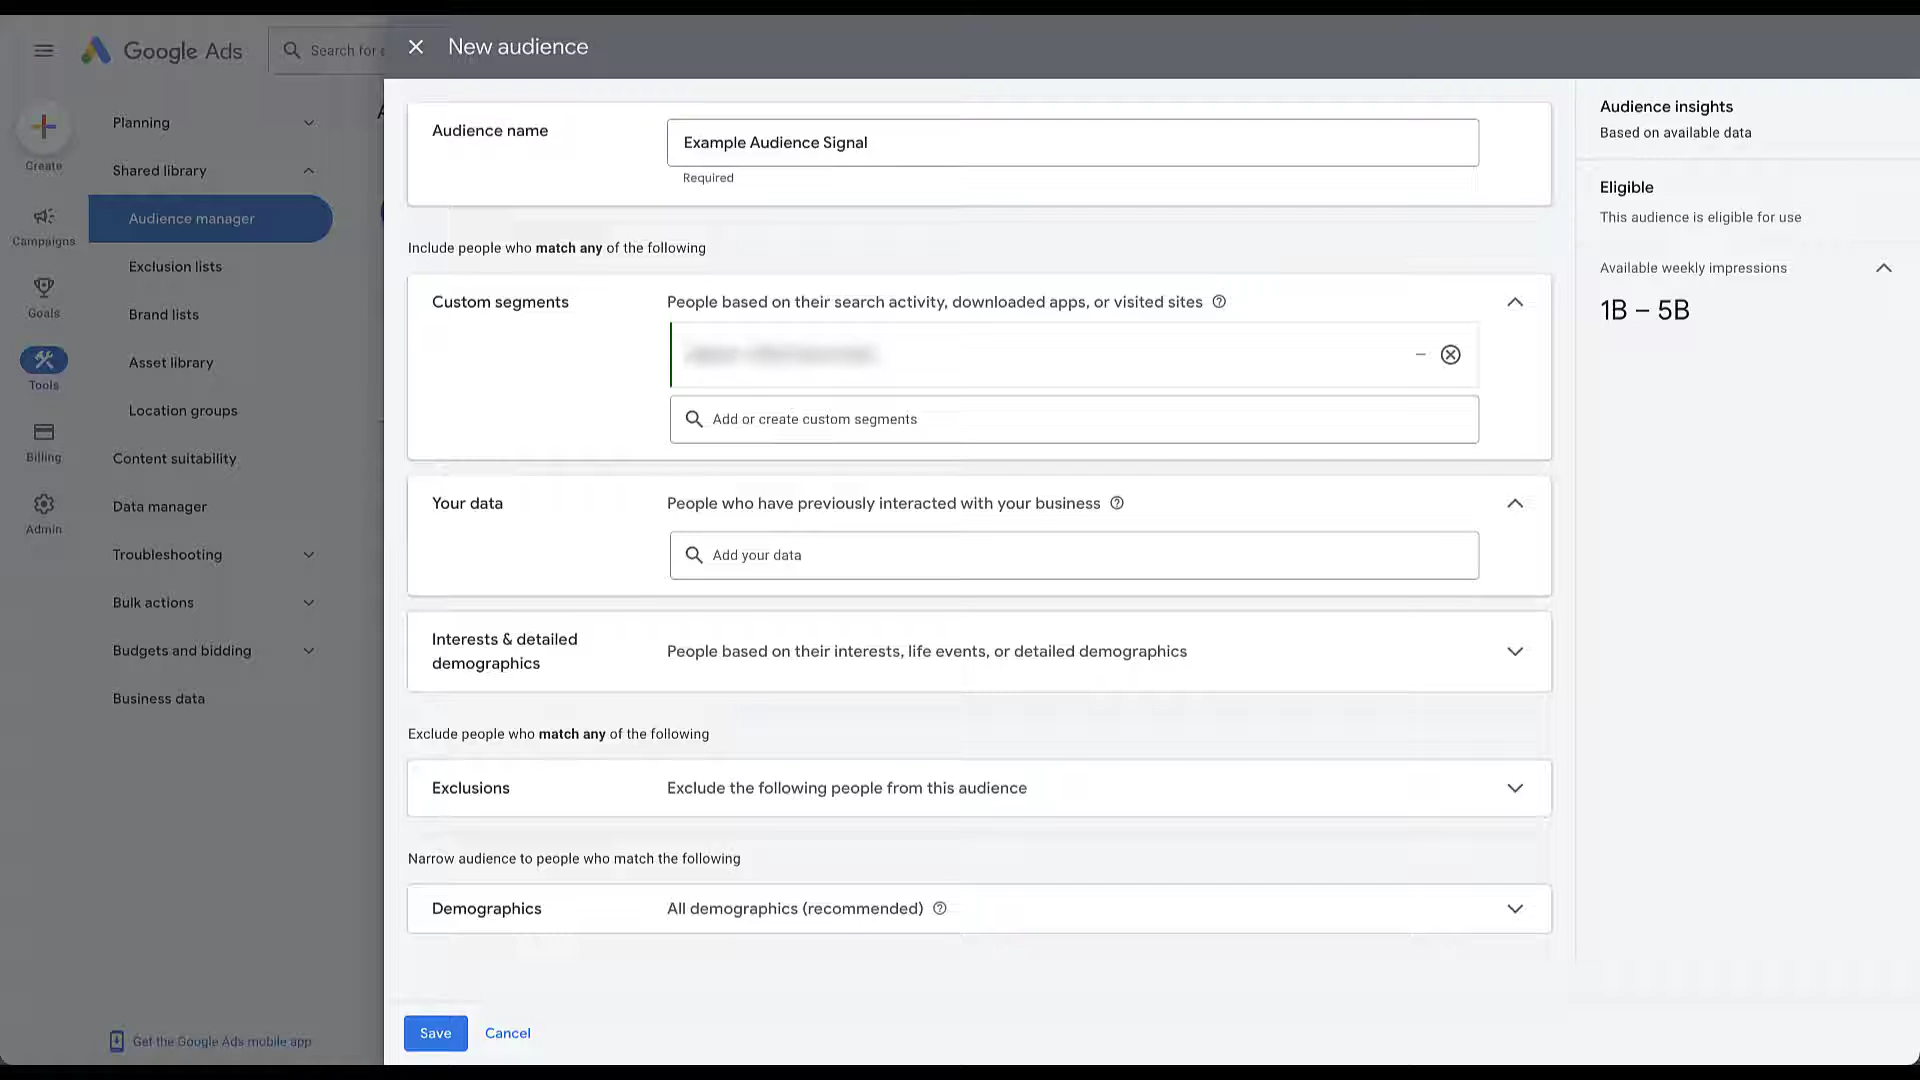 Google Ads
Search for
Create
Campaigns
Goals
Tools
Billing
Admin
Planning
Shared library
Audience manager
Exclusion lists
Brand lists
Asset library
Location groups
Content suitability
Data manager
Troubleshooting
Bulk actions
Budgets and bidding
Business data
Get the Google Ads mobile app
New audience
Audience name
Example Audience Signal
Required
Include people who match any of the following
Custom segments
People based on their search activity, downloaded apps, or visited sites
–
Add or create custom segments
Your data
People who have previously interacted with your business
Add your data
Interests & detailed
demographics
People based on their interests, life events, or detailed demographics
Exclude people who match any of the following
Exclusions
Exclude the following people from this audience
Narrow audience to people who match the following
Demographics
All demographics (recommended)
Save
Cancel
Audience insights
Based on available data
Eligible
This audience is eligible for use
Available weekly impressions
1B – 5B